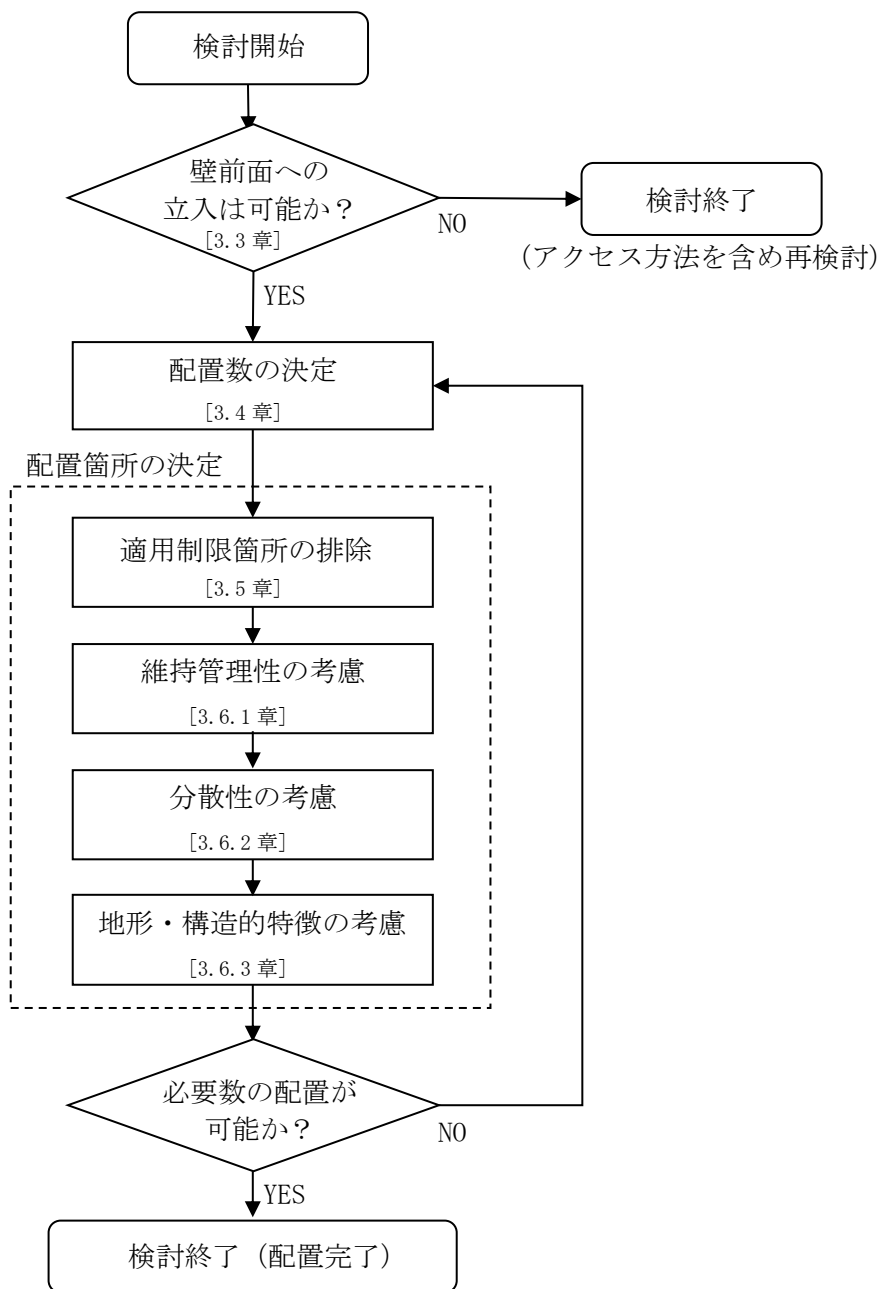 検討開始
壁前面への
立入は可能か？
[3.3 章]
NO
検討終了
（アクセス方法を含め再検討）
YES
配置数の決定
[3.4 章]
配置箇所の決定
適用制限箇所の排除
[3.5 章]
維持管理性の考慮
[3.6.1 章]
分散性の考慮
[3.6.2 章]
地形・構造的特徴の考慮
[3.6.3 章]
必要数の配置が
可能か？
NO
YES
検討終了（配置完了）